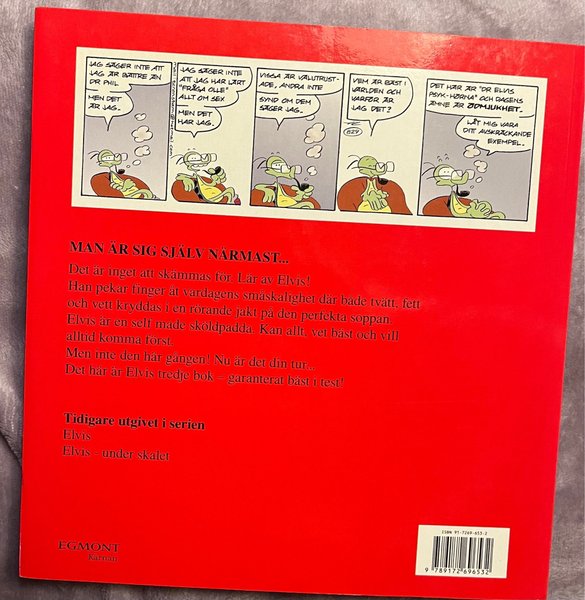 JAG SÄGER INTE ATT
JAG ÄR BÄTTRE ÄN
DR PHIL.
MEN DET
ÄR JAG.
JAG SÄGER INTE
ATT JAG HAR LÄRT
"FRÅGA OLLE"
ALLT OM SEX
MEN DET
HAR JAG.
VISSA ÄR VÄLUTRUST-
ADE, ANDRA INTE
SYND OM DEM
SÄGER JAG.
VEM ÄR BÄST I
VÄRLDEN OCH
VARFÖR ÄR
JAG DET?
829
DET HÄR ÄR "DR ELVIS
PSYK-HÖRNA" OCH DAGENS
ÄMNE ÄR ÖDMJUKHET.
LÅT MIG VARA
DITT AVSKRÄCKANDE
EXEMPEL.
MAN ÄR SIG SJÄLV NÄRMAST...
Det är inget att skämmas för. Lär av Elvis!
Han pekar finger åt vardagens småskalighet där både tvätt, fett
och vett kryddas i en rörande jakt på den perfekta soppan.
Elvis är en self made sköldpadda. Kan allt, vet bäst och vill
alltid komma först.
Men inte den här gången! Nu är det din tur...
Det här är Elvis tredje bok – garanterat bäst i test!
Tidigare utgivet i serien
Elvis
Elvis – under skalet
EGMONT
Kärnan
ISBN 91-7269-653-2
9 789172 696532